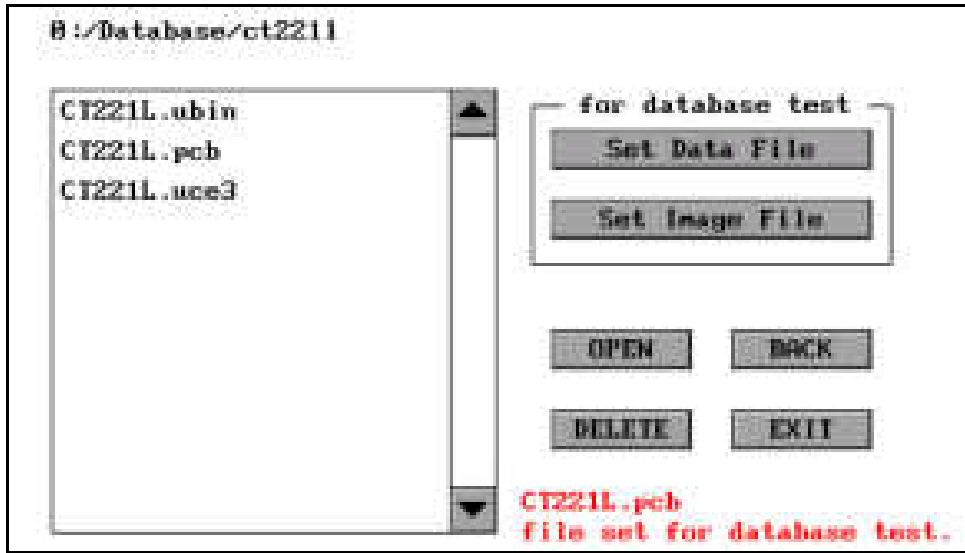 0:/Database/ct221l
CT221L.ubin
CT221L.pcb
CT221L.uce3
for database test
Set Data File
Set Image File
OPEN
BACK
DELETE
EXIT
CT221L.pcb
file set for database test.